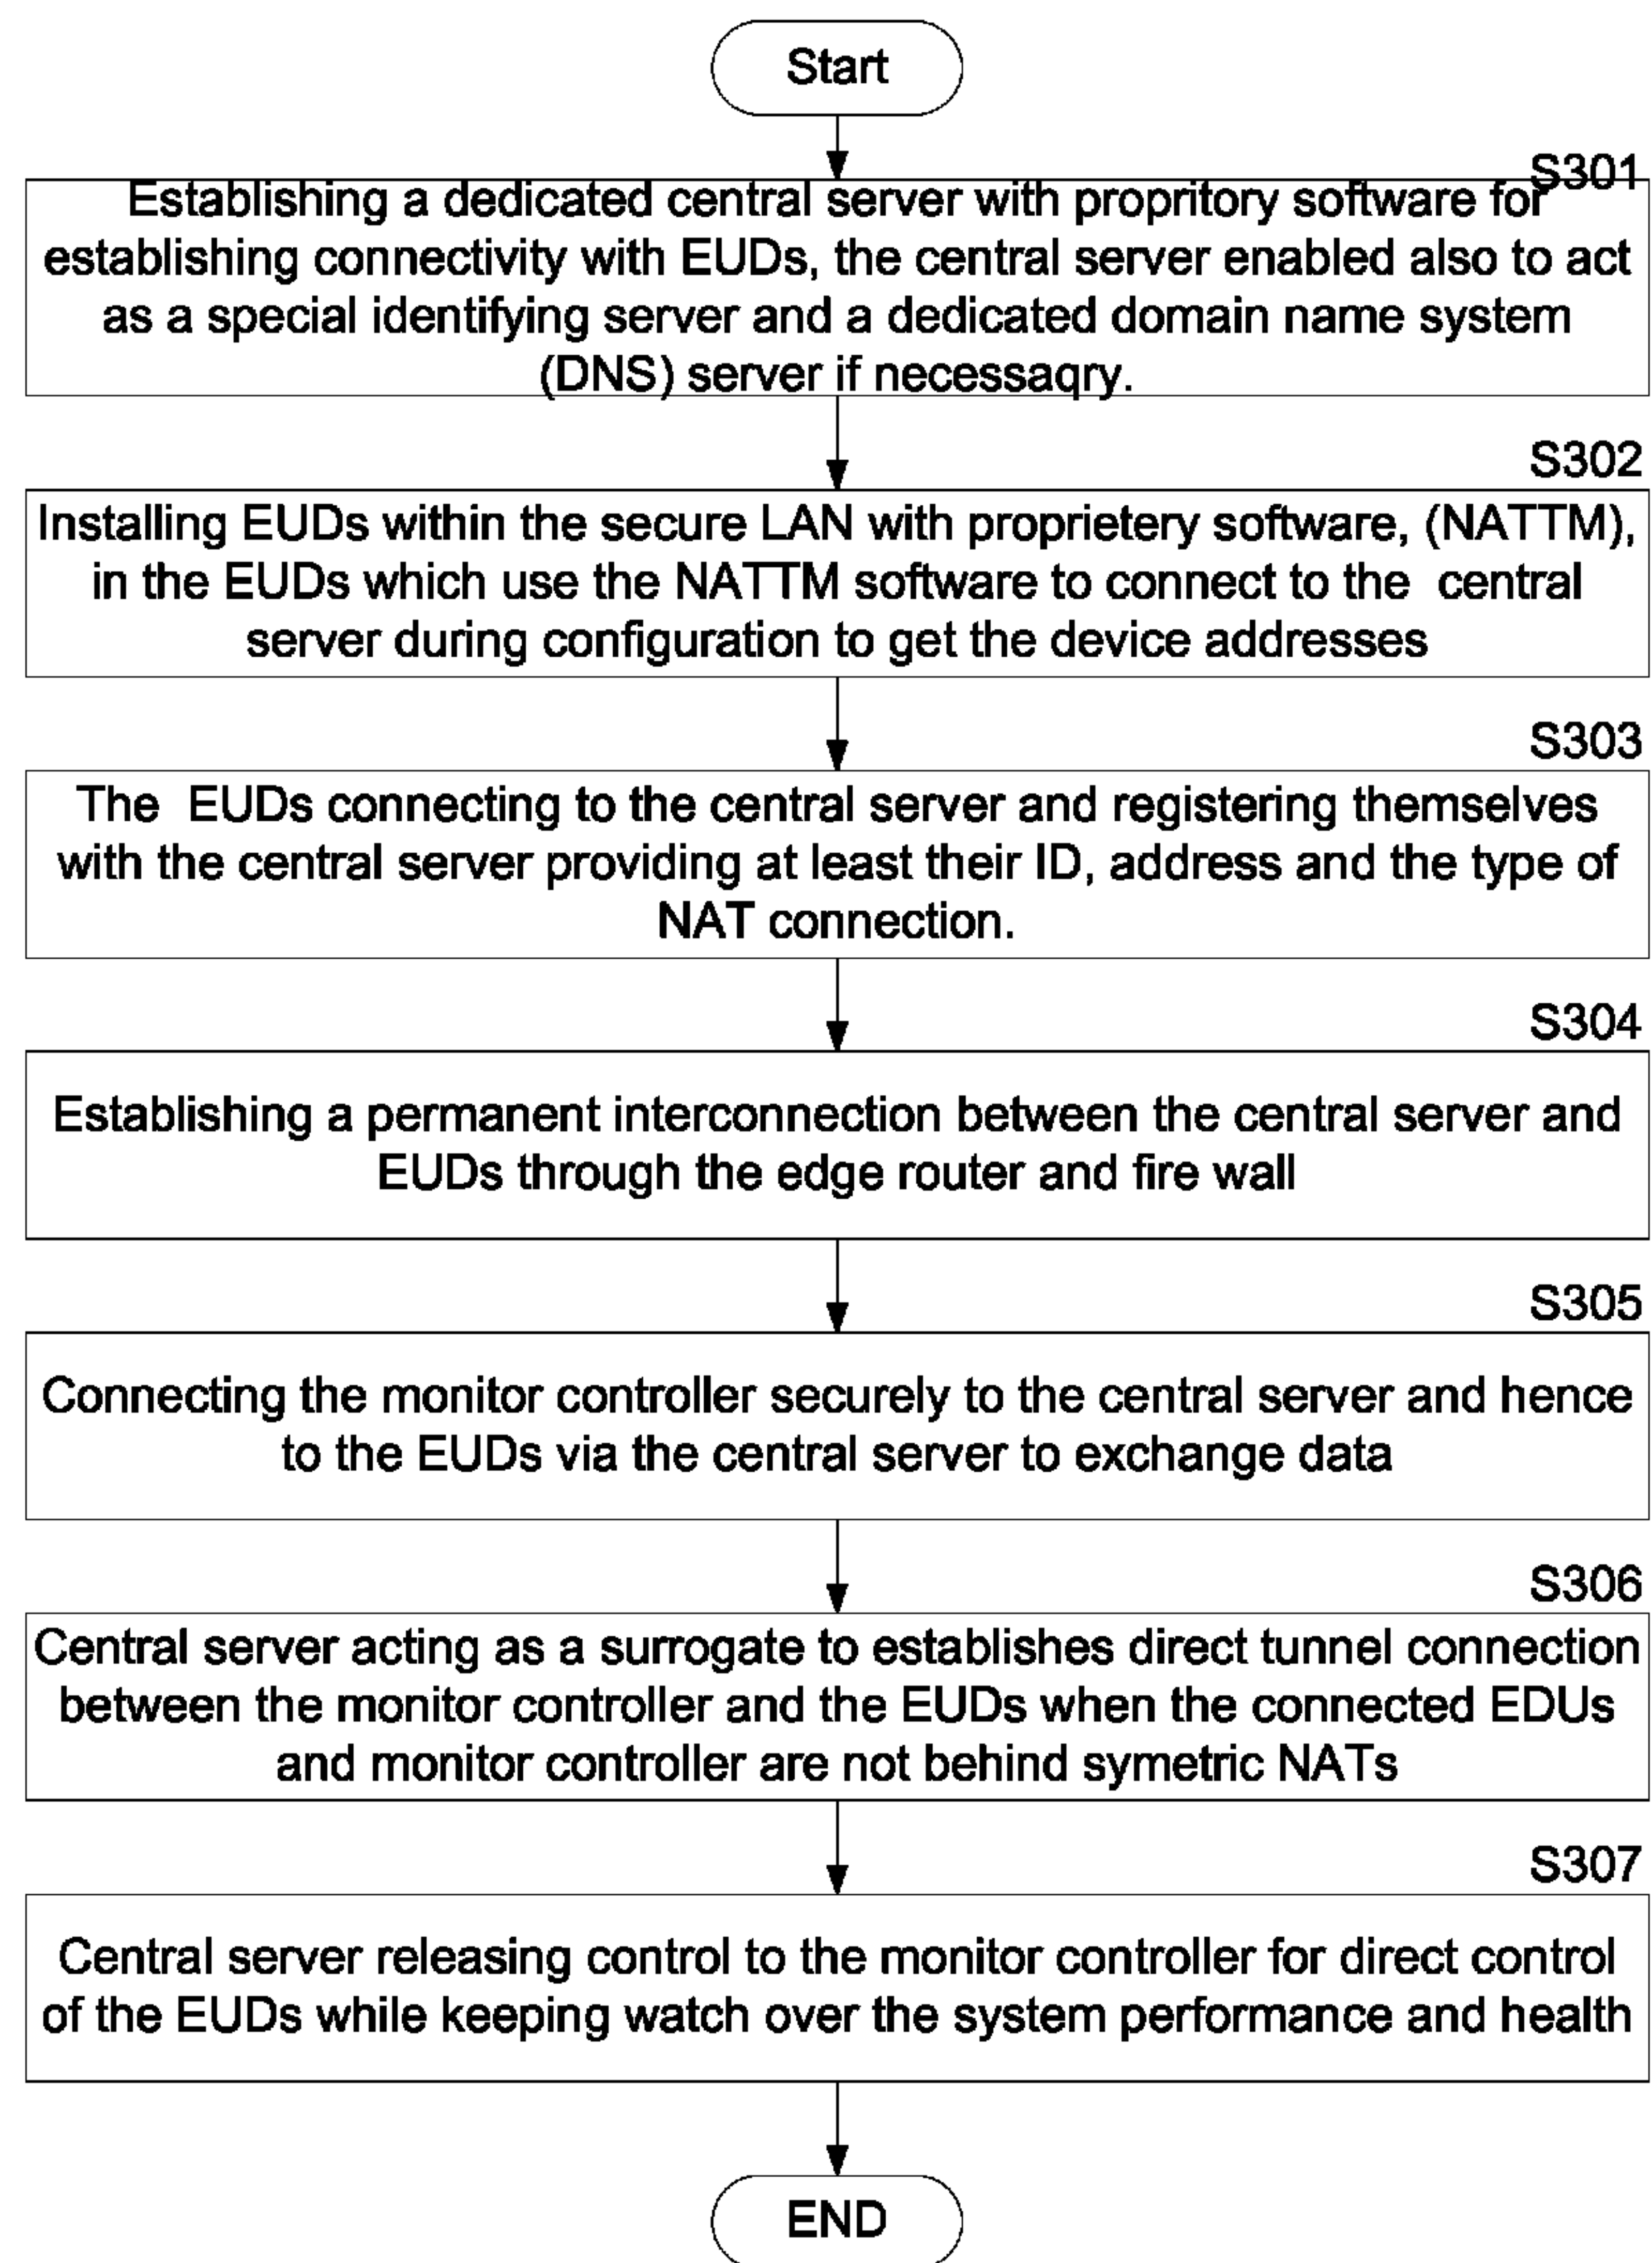 Start
S301
Establishing a dedicated central server with propritory software for
establishing connectivity with EUDs, the central server enabled also to act
as a special identifying server and a dedicated domain name system
(DNS) server if necessaqry.
S302
Installing EUDs within the secure LAN with proprietery software, (NATTM),
in the EUDs which use the NATTM software to connect to the central
server during configuration to get the device addresses
S303
The EUDs connecting to the central server and registering themselves
with the central server providing at least their ID, address and the type of
NAT connection.
S304
Establishing a permanent interconnection between the central server and
EUDs through the edge router and fire wall
S305
Connecting the monitor controller securely to the central server and hence
to the EUDs via the central server to exchange data
S306
Central server acting as a surrogate to establishes direct tunnel connection
between the monitor controller and the EUDs when the connected EDUs
and monitor controller are not behind symetric NATs
S307
Central server releasing control to the monitor controller for direct control
of the EUDs while keeping watch over the system performance and health
END